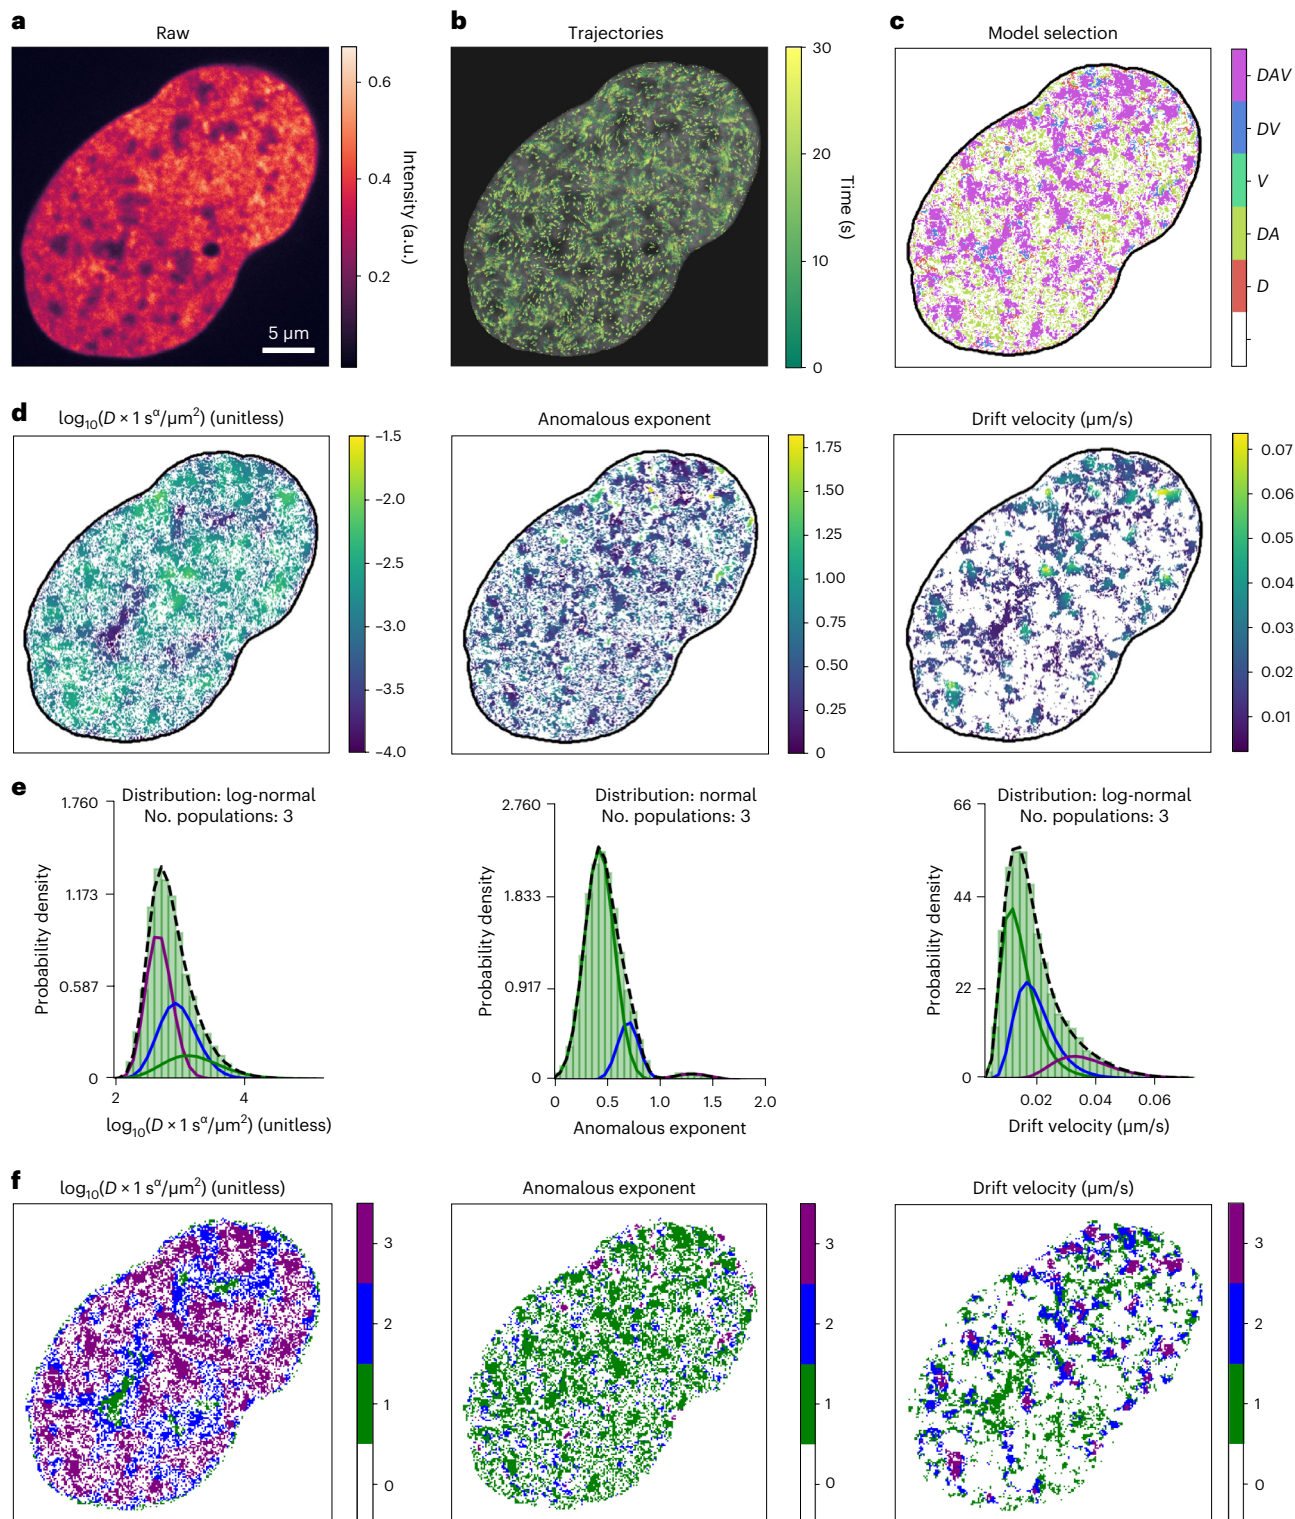 a
Raw
0.6
0.4
0.2
Intensity (a.u.)
5 µm
b
Trajectories
30
20
10
0
Time (s)
c
Model selection
DAV
DV
V
DA
D
d
log₁₀(D × 1 s^α/µm²) (unitless)
–1.5
–2.0
–2.5
–3.0
–3.5
–4.0
Anomalous exponent
1.75
1.50
1.25
1.00
0.75
0.50
0.25
0
Drift velocity (µm/s)
0.07
0.06
0.05
0.04
0.03
0.02
0.01
e
Distribution: log-normal
No. populations: 3
1.760
1.173
0.587
0
Probability density
2
4
log₁₀(D × 1 s^α/µm²) (unitless)
Distribution: normal
No. populations: 3
2.760
1.833
0.917
0
Probability density
0
0.5
1.0
1.5
2.0
Anomalous exponent
Distribution: log-normal
No. populations: 3
66
44
22
0
Probability density
0.02
0.04
0.06
Drift velocity (µm/s)
f
log₁₀(D × 1 s^α/µm²) (unitless)
3
2
1
0
Anomalous exponent
3
2
1
0
Drift velocity (µm/s)
3
2
1
0